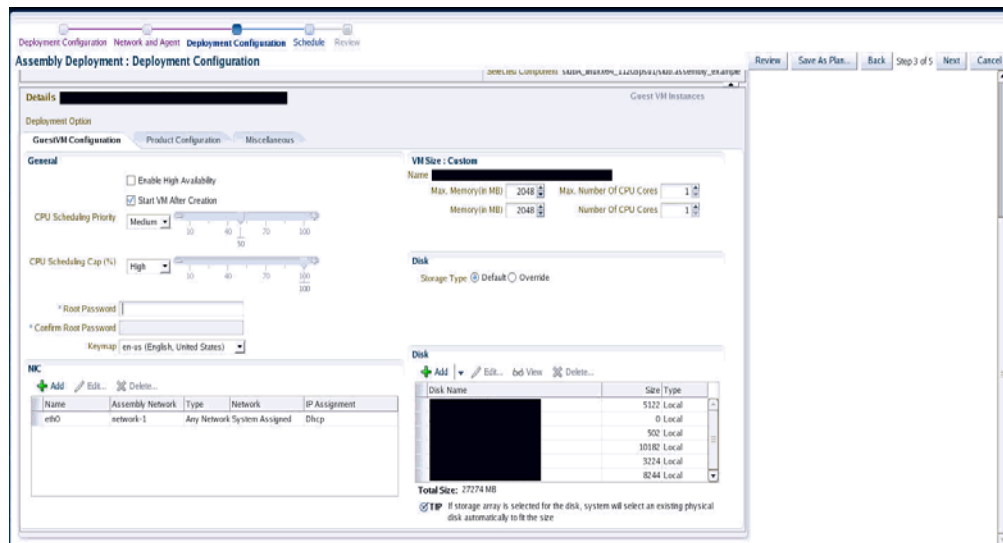 Deployment Configuration Network and Agent Deployment Configuration Schedule Review
Assembly Deployment : Deployment Configuration
Review Save As Plan... Back Step 3 of 5 Next Cancel
Selected Component
Details
Guest VM Instances
Deployment Option
GuestVM Configuration Product Configuration Miscellaneous
General
Enable High Availability
Start VM After Creation
CPU Scheduling Priority Medium
10 40 70 100
50
CPU Scheduling Cap (%) High
10 40 70 100
100
* Root Password
* Confirm Root Password
Keymap en-us (English, United States)
NIC
Add Edit... Delete...
Name Assembly Network Type Network IP Assignment
eth0 network-1 Any Network System Assigned Dhcp
VM Size : Custom
Name
Max. Memory(in MB) 2048 Max. Number Of CPU Cores 1
Memory(in MB) 2048 Number Of CPU Cores 1
Disk
Storage Type Default Override
Disk
Add Edit... View Delete...
Disk Name Size Type
5122 Local
0 Local
502 Local
10182 Local
3224 Local
8244 Local
Total Size: 27274 MB
TIP If storage array is selected for the disk, system will select an existing physical
disk automatically to fit the size